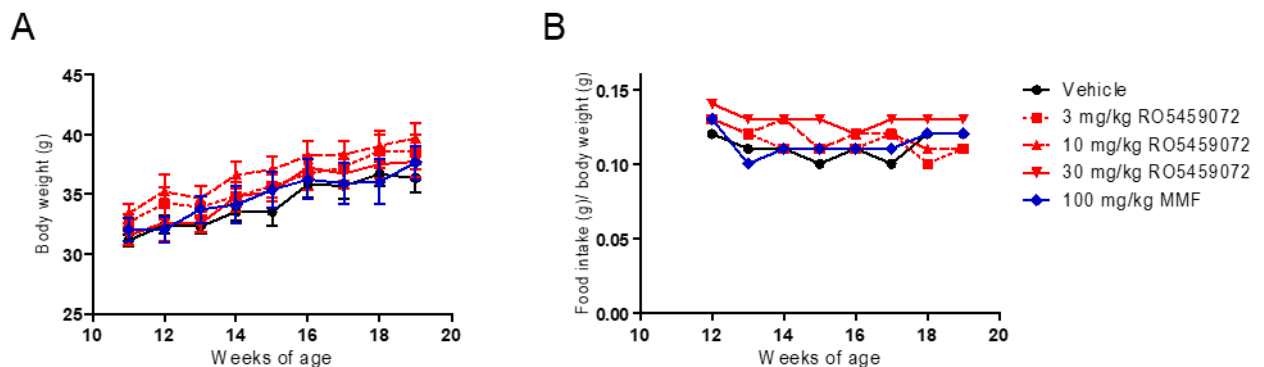 A
Body weight (g)
45
40
35
30
25
10
12
14
16
18
20
Weeks of age
B
Food intake (g)/ body weight (g)
0.15
0.10
0.05
0.00
10
12
14
16
18
20
Weeks of age
Vehicle
3 mg/kg RO5459072
10 mg/kg RO5459072
30 mg/kg RO5459072
100 mg/kg MMF